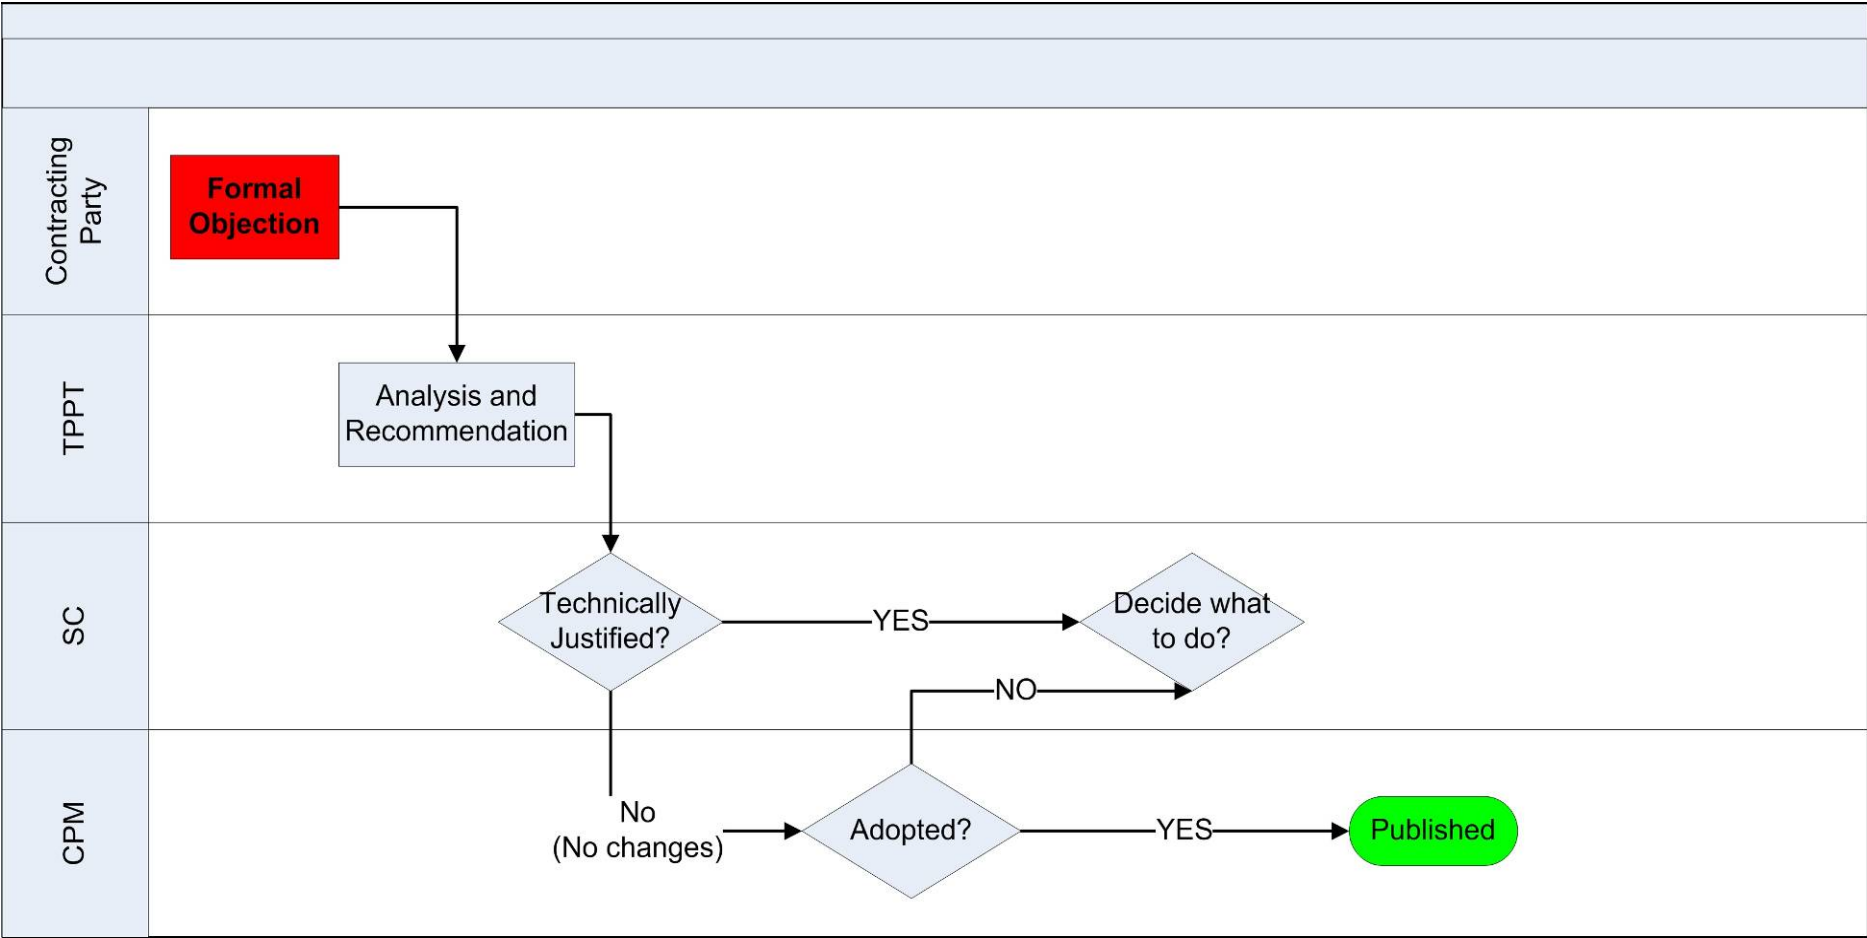 Contracting
Party
Formal
Objection
TPPT
Analysis and
Recommendation
SC
Technically
Justified?
YES
Decide what
to do?
NO
CPM
No
(No changes)
Adopted?
YES
Published